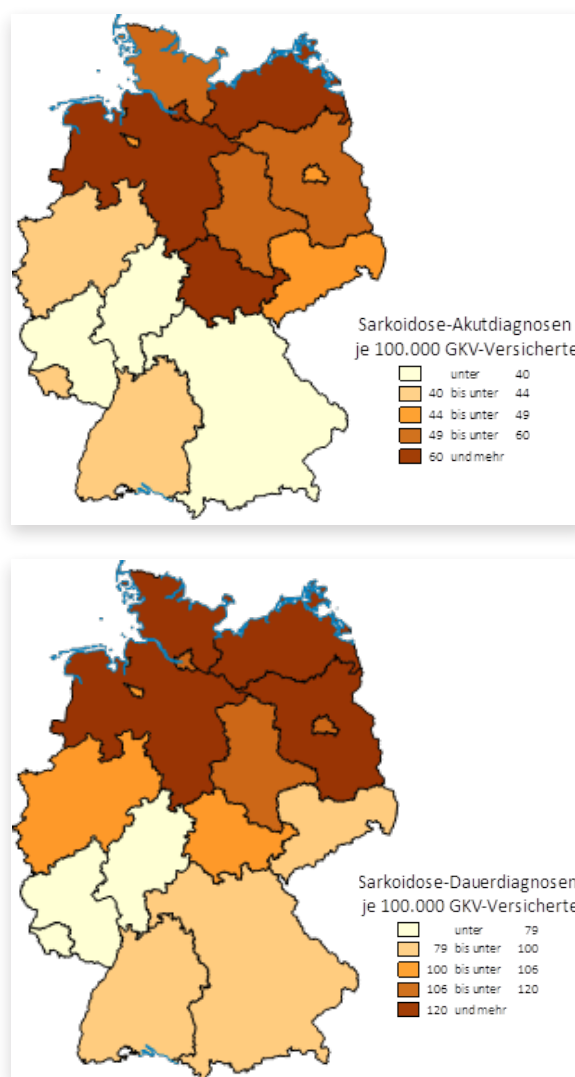 Sarkoidose-Akutdiagnosen
je 100.000 GKV-Versicherte
unter 40
40 bis unter 44
44 bis unter 49
49 bis unter 60
60 und mehr
Sarkoidose-Dauerdiagnosen
je 100.000 GKV-Versicherte
unter 79
79 bis unter 100
100 bis unter 106
106 bis unter 120
120 und mehr